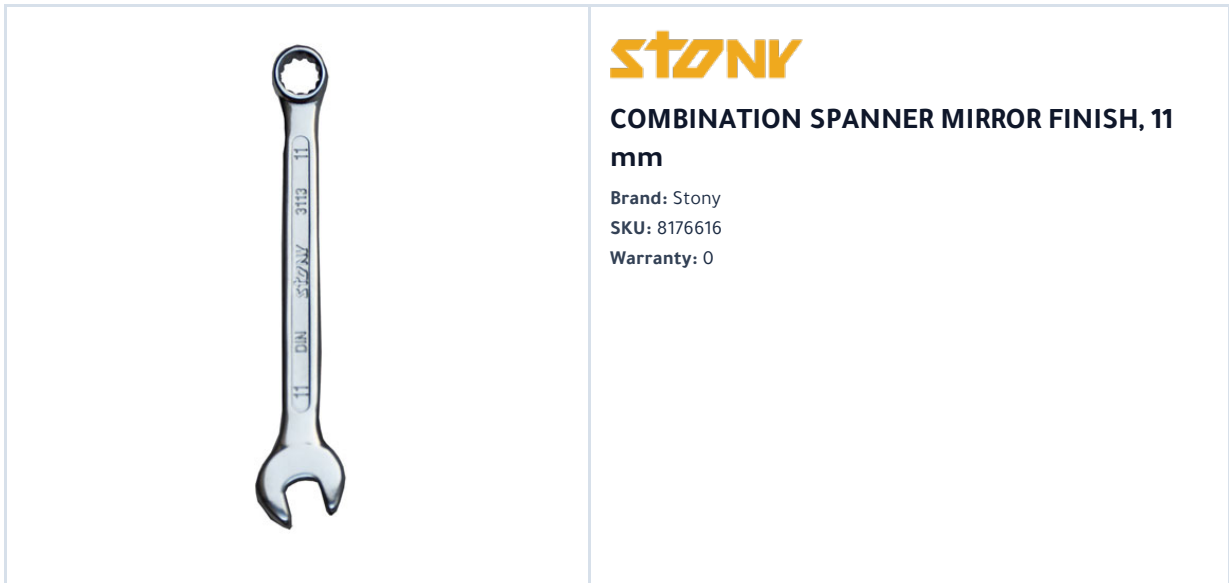 11
3113
STONY
DIN
11
STONY
COMBINATION SPANNER MIRROR FINISH, 11
mm
Brand: Stony
SKU: 8176616
Warranty: 0